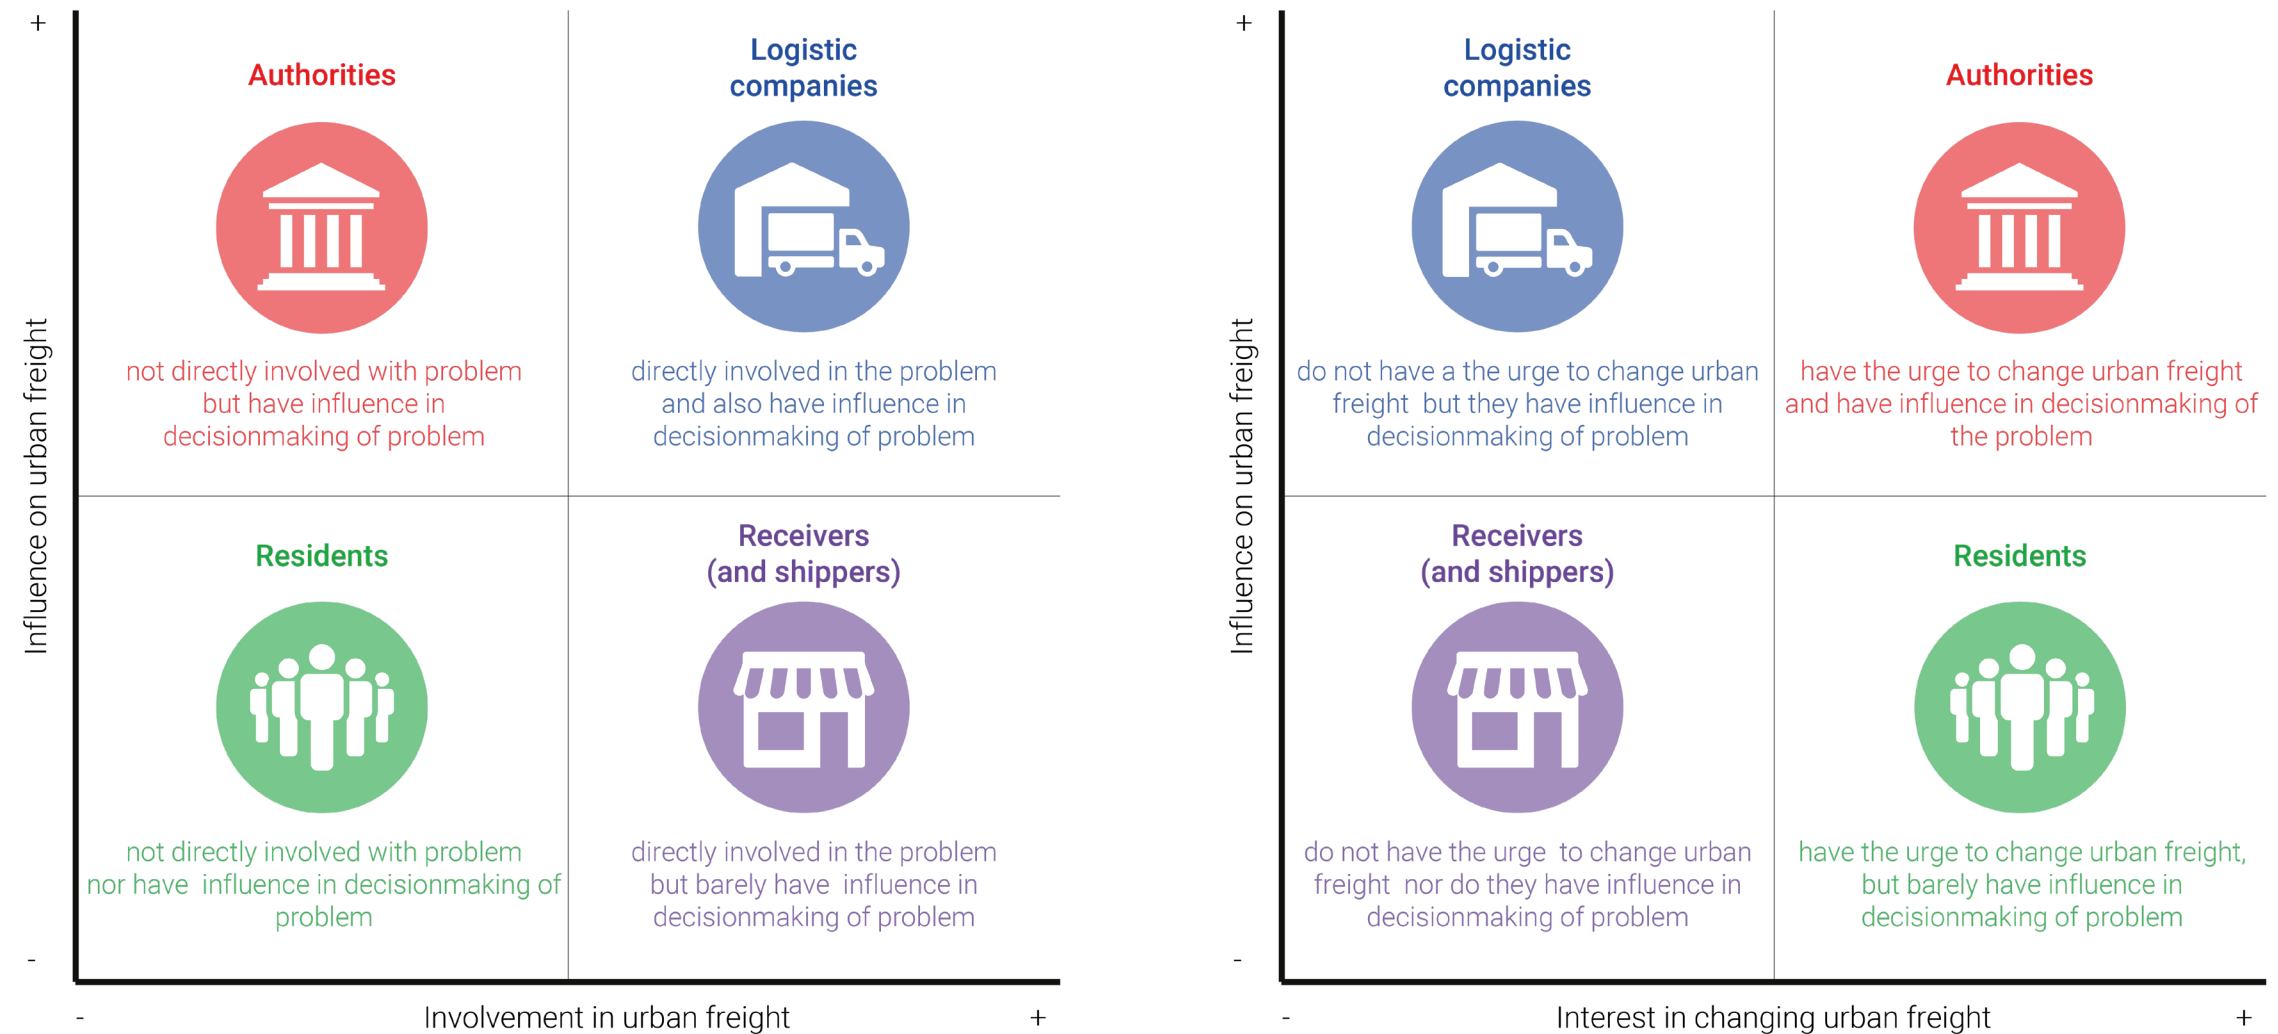 +
Authorities
not directly involved with problem
but have influence in
decisionmaking of problem
Logistic
companies
directly involved in the problem
and also have influence in
decisionmaking of problem
Influence on urban freight
Residents
not directly involved with problem
nor have influence in decisionmaking of
problem
Receivers
(and shippers)
directly involved in the problem
but barely have influence in
decisionmaking of problem
-
-
Involvement in urban freight
+
+
Logistic
companies
do not have a the urge to change urban
freight but they have influence in
decisionmaking of problem
Authorities
have the urge to change urban freight
and have influence in decisionmaking of
the problem
Influence on urban freight
Receivers
(and shippers)
do not have the urge to change urban
freight nor do they have influence in
decisionmaking of problem
Residents
have the urge to change urban freight,
but barely have influence in
decisionmaking of problem
-
-
Interest in changing urban freight
+